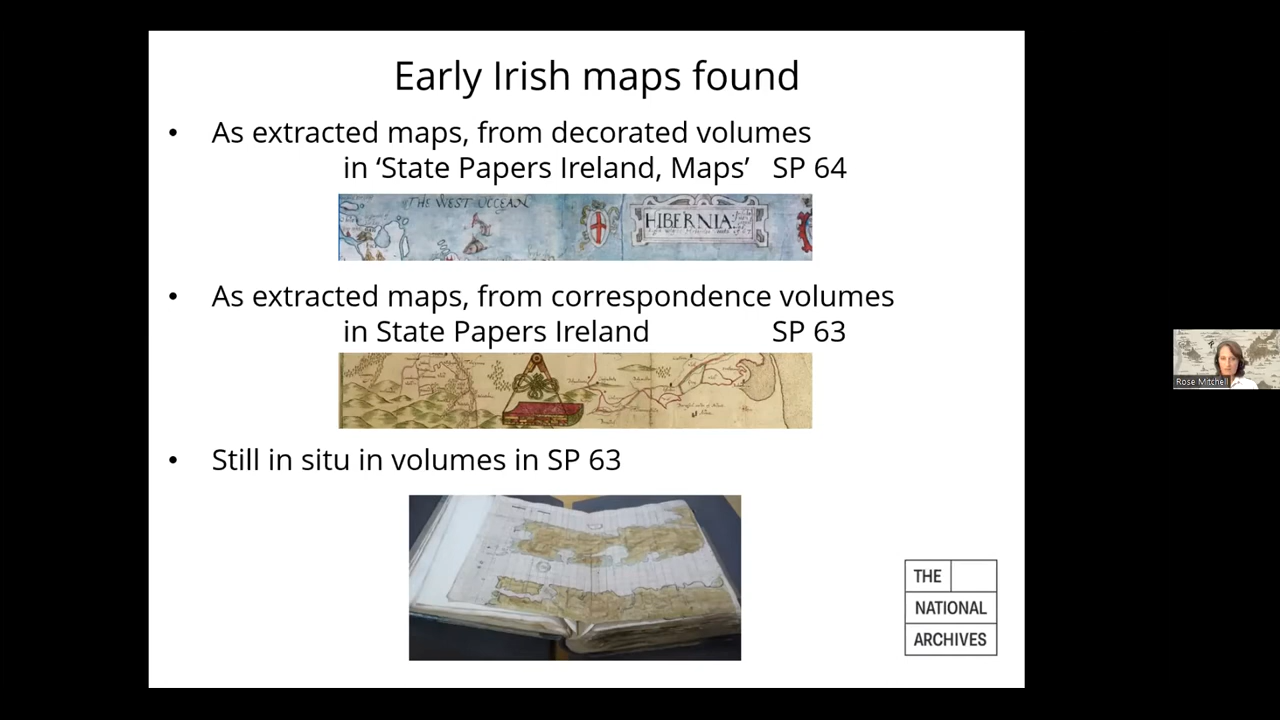 Early Irish maps found
• As extracted maps, from decorated volumes
in ‘State Papers Ireland, Maps’ SP 64
THE WEST OCCEAN
HIBERNIA
• As extracted maps, from correspondence volumes
in State Papers Ireland SP 63
• Still in situ in volumes in SP 63
THE
NATIONAL
ARCHIVES
Rose Mitchell